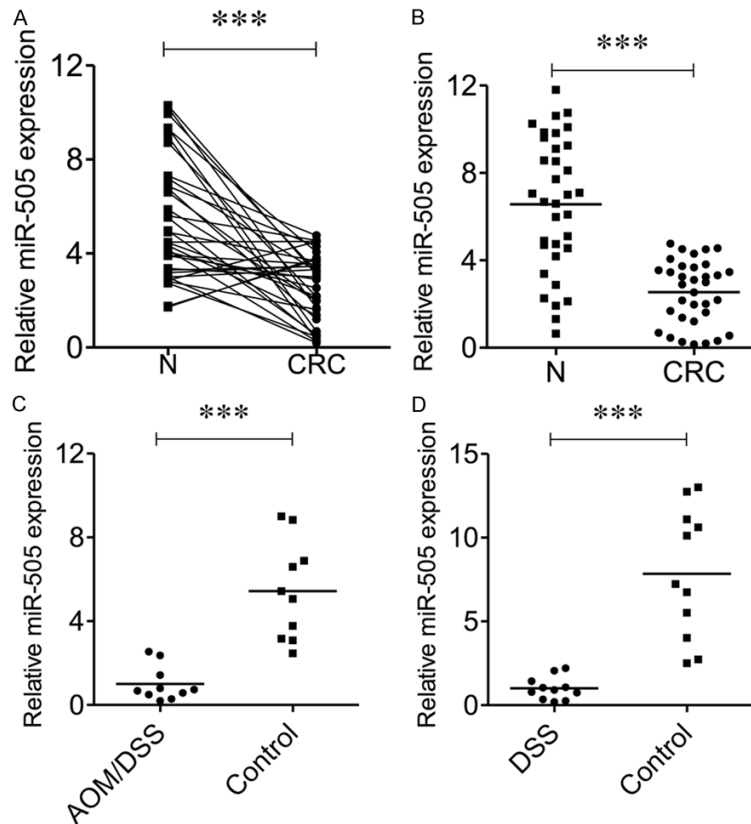 A
***
Relative miR-505 expression
12
8
4
0
N CRC
B
***
Relative miR-505 expression
12
8
4
0
N CRC
C
***
Relative miR-505 expression
12
8
4
0
AOM/DSS Control
D
***
Relative miR-505 expression
15
10
5
0
DSS Control